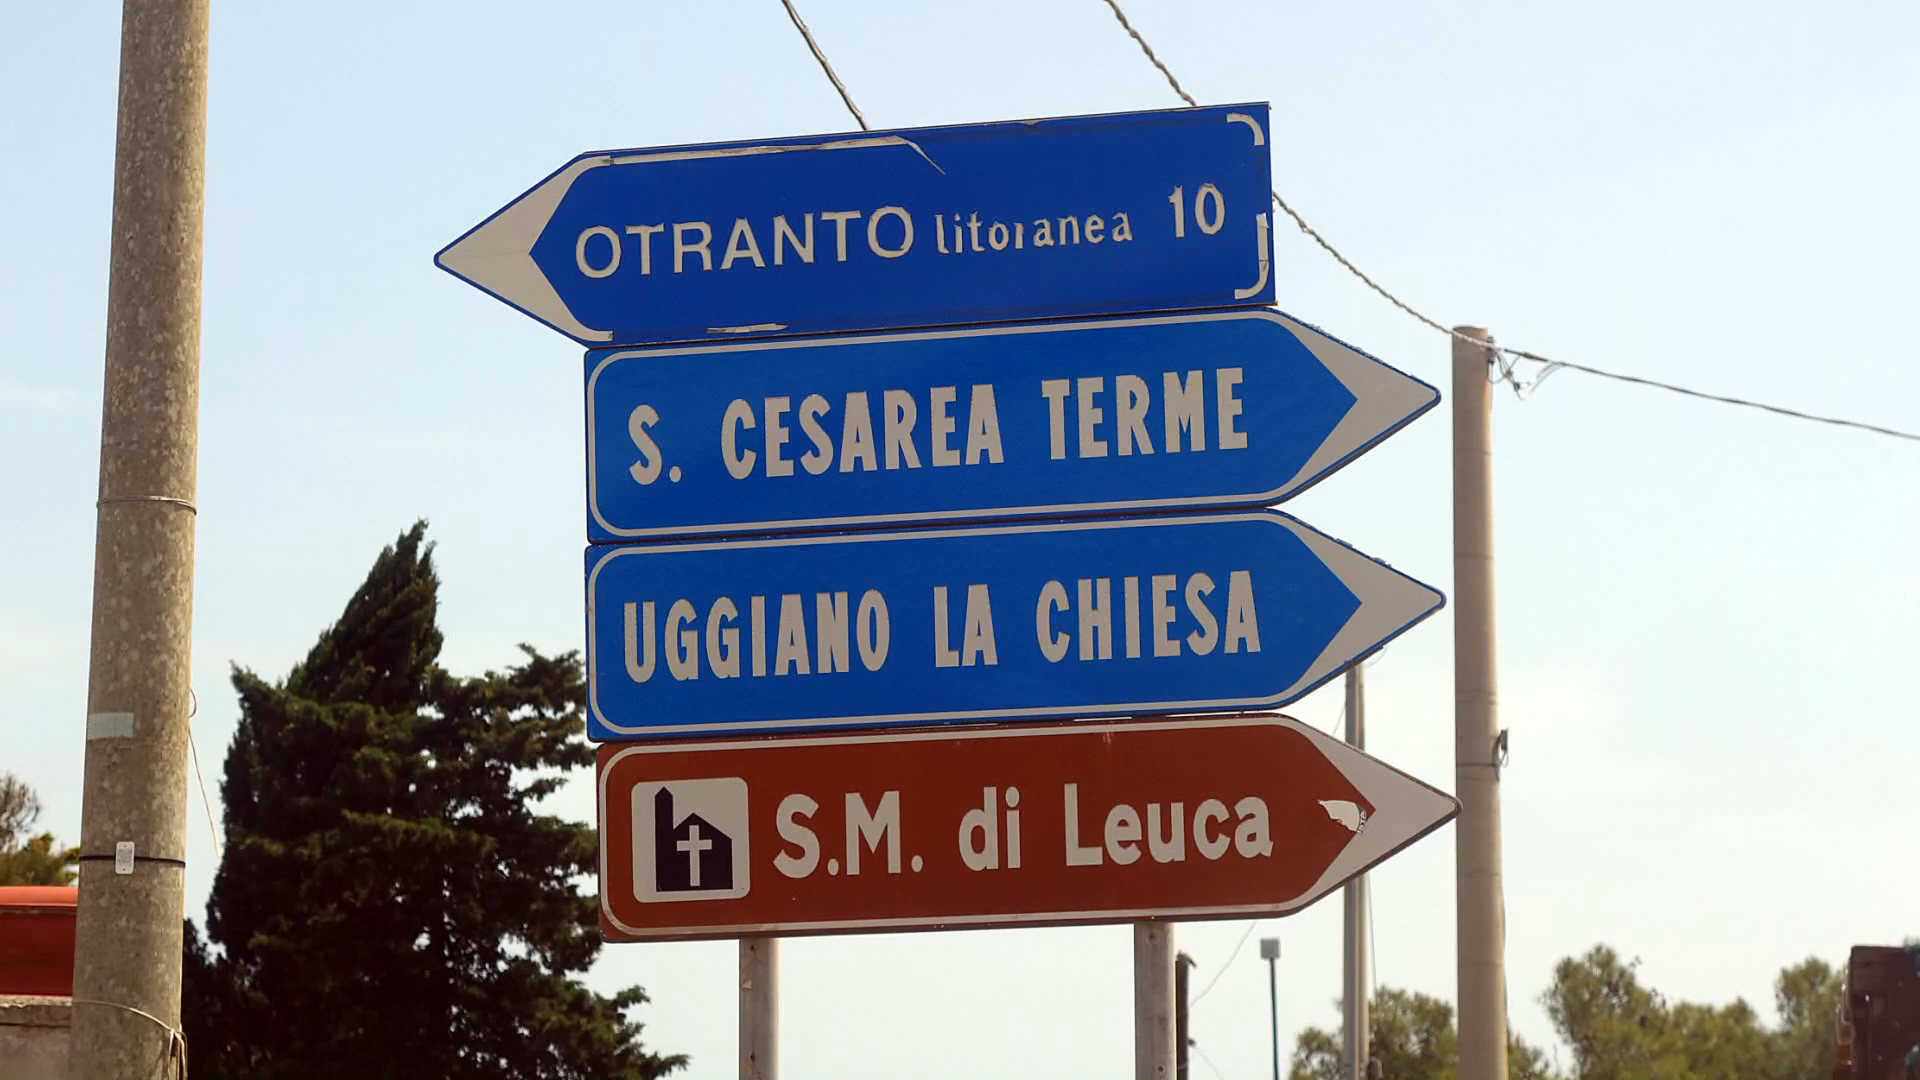 OTRANTO litoranea 10
S. CESAREA TERME
UGGIANO LA CHIESA
S.M. di Leuca